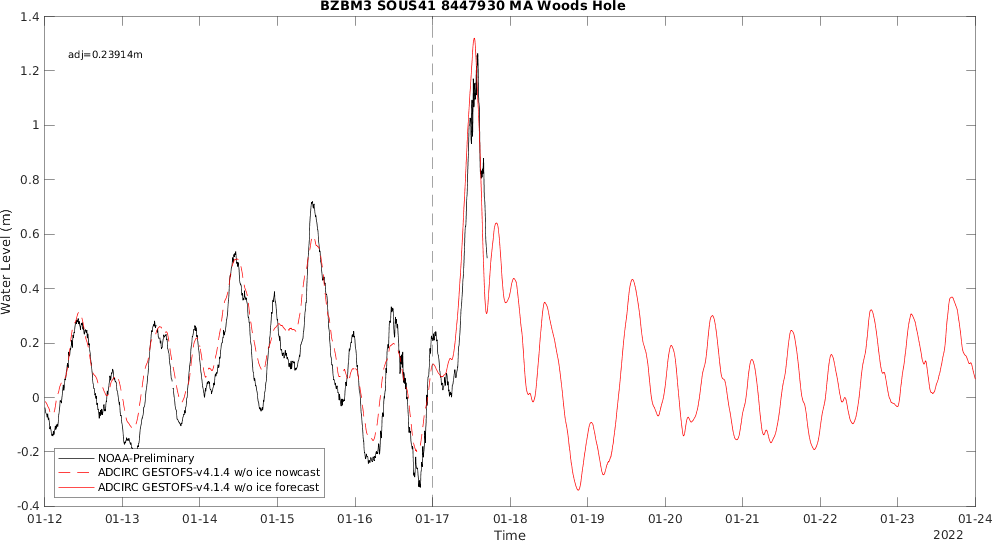 BZBM3 SOUS41 8447930 MA Woods Hole
adj=0.23914m
Water Level (m)
1.4
1.2
1
0.8
0.6
0.4
0.2
0
-0.2
-0.4
NOAA-Preliminary
ADCIRC GESTOFS-v4.1.4 w/o ice nowcast
ADCIRC GESTOFS-v4.1.4 w/o ice forecast
01-12 01-13 01-14 01-15 01-16 01-17 01-18 01-19 01-20 01-21 01-22 01-23 01-24
Time
2022